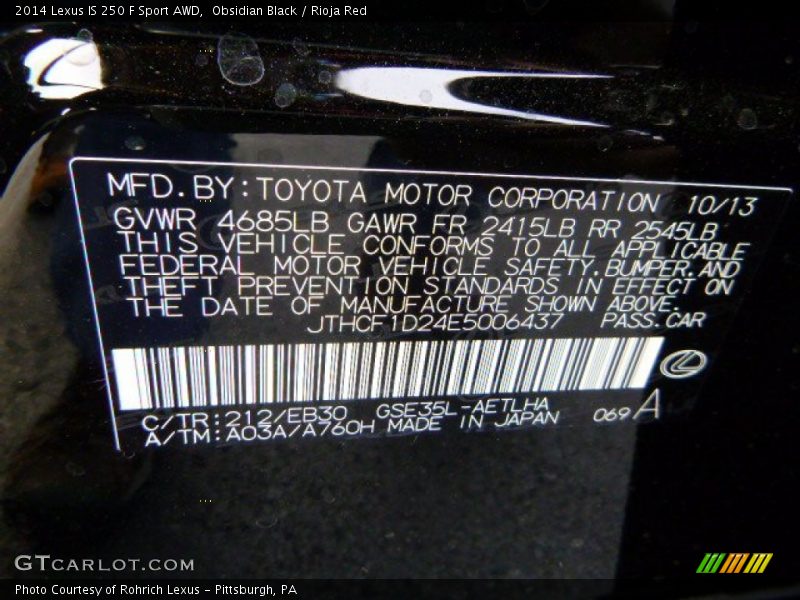 2014 Lexus IS 250 F Sport AWD,  Obsidian Black / Rioja Red
MFD. BY: TOYOTA MOTOR CORPORATION 10/13
GVWR 4685LB GAWR FR 2415LB RR 2545LB
THIS VEHICLE CONFORMS TO ALL APPLICABLE
FEDERAL MOTOR VEHICLE SAFETY, BUMPER, AND
THEFT PREVENTION STANDARDS IN EFFECT ON
THE DATE OF MANUFACTURE SHOWN ABOVE.
JTHCF1D24E5006437 PASS. CAR
C/TR: 212/EB30 GSE35L-AETLHA
A/TM: A03A/A760H MADE IN JAPAN 069 A
GTCARLOT.COM
Photo Courtesy of Rohrich Lexus - Pittsburgh, PA